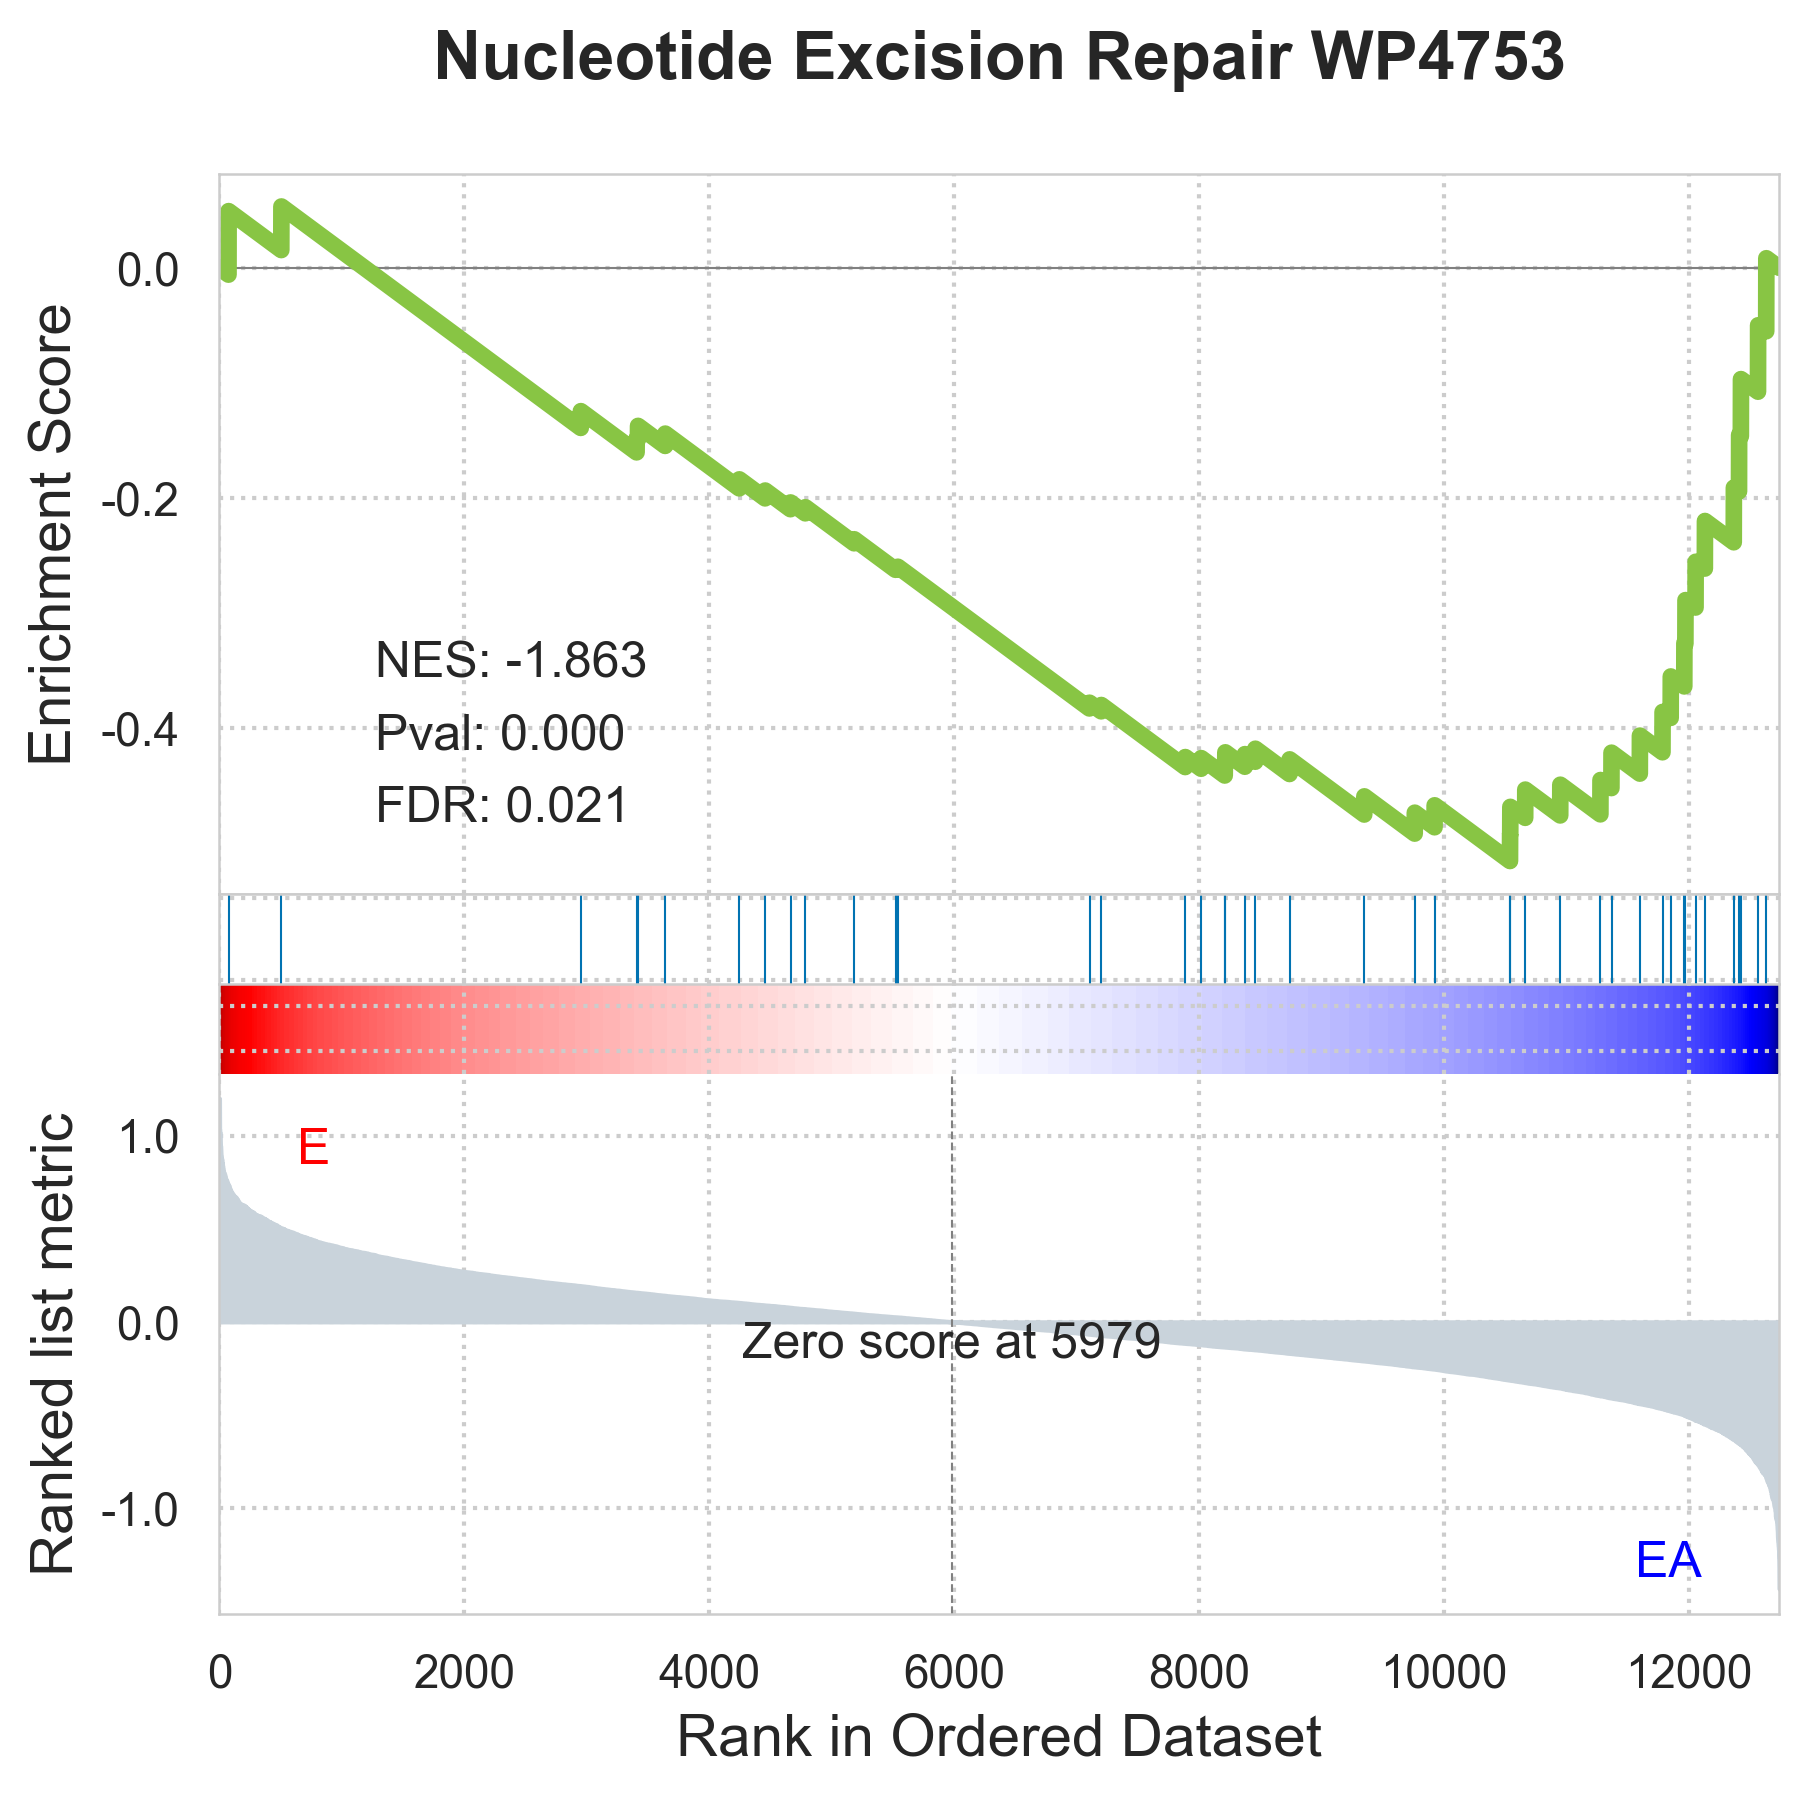 Nucleotide Excision Repair WP4753
Enrichment Score
0.0
-0.2
-0.4
NES: -1.863
Pval: 0.000
FDR: 0.021
Ranked list metric
1.0
0.0
-1.0
E
Zero score at 5979
EA
0 2000 4000 6000 8000 10000 12000
Rank in Ordered Dataset